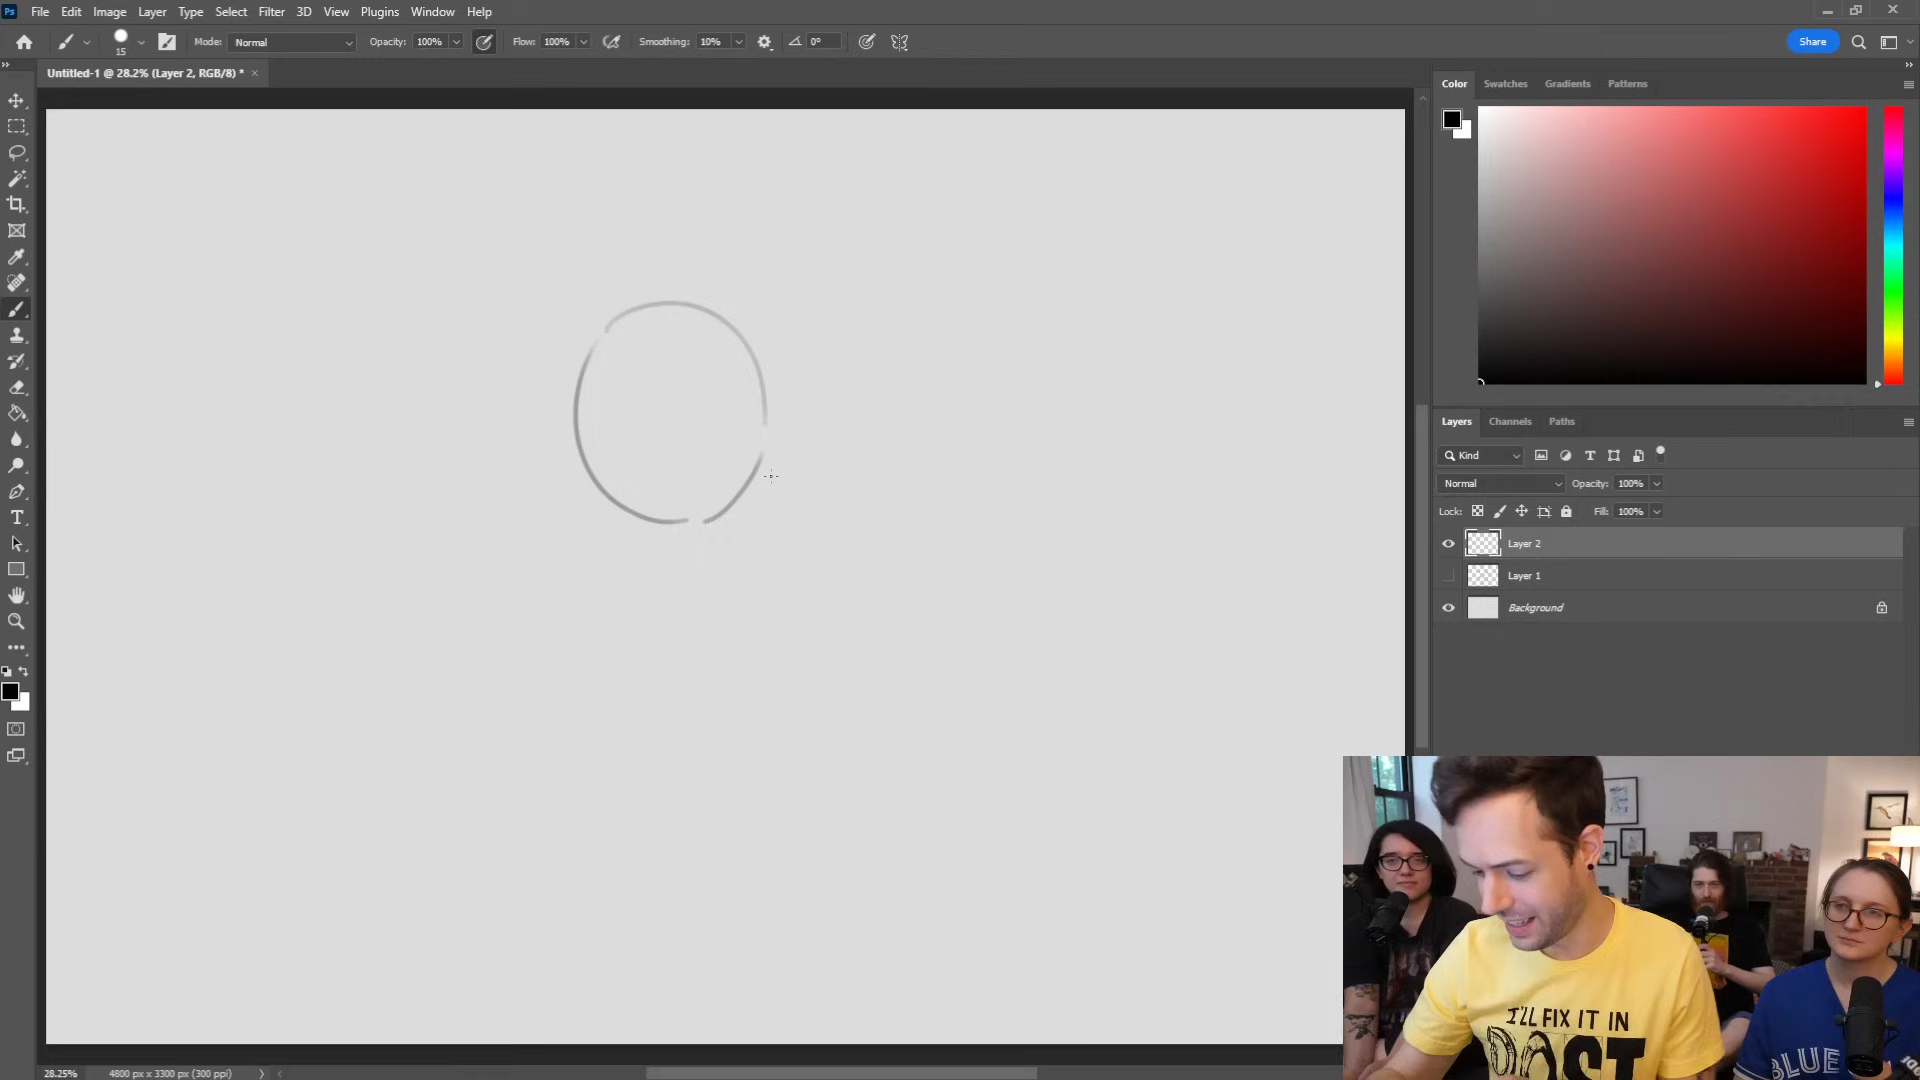 Ps File Edit Image Layer Type Select Filter 3D View Plugins Window Help
15 Mode: Normal Opacity: 100% Flow: 100% Smoothing: 10% 0° Share
Untitled-1 @ 28.2% (Layer 2, RGB/8) *
Color Swatches Gradients Patterns
Layers Channels Paths
Kind
Normal Opacity: 100%
Lock: Fill: 100%
Layer 2
Layer 1
Background
28.25% 4800 px x 3300 px (300 ppi)
I'LL FIX IT IN
POST
BLUE